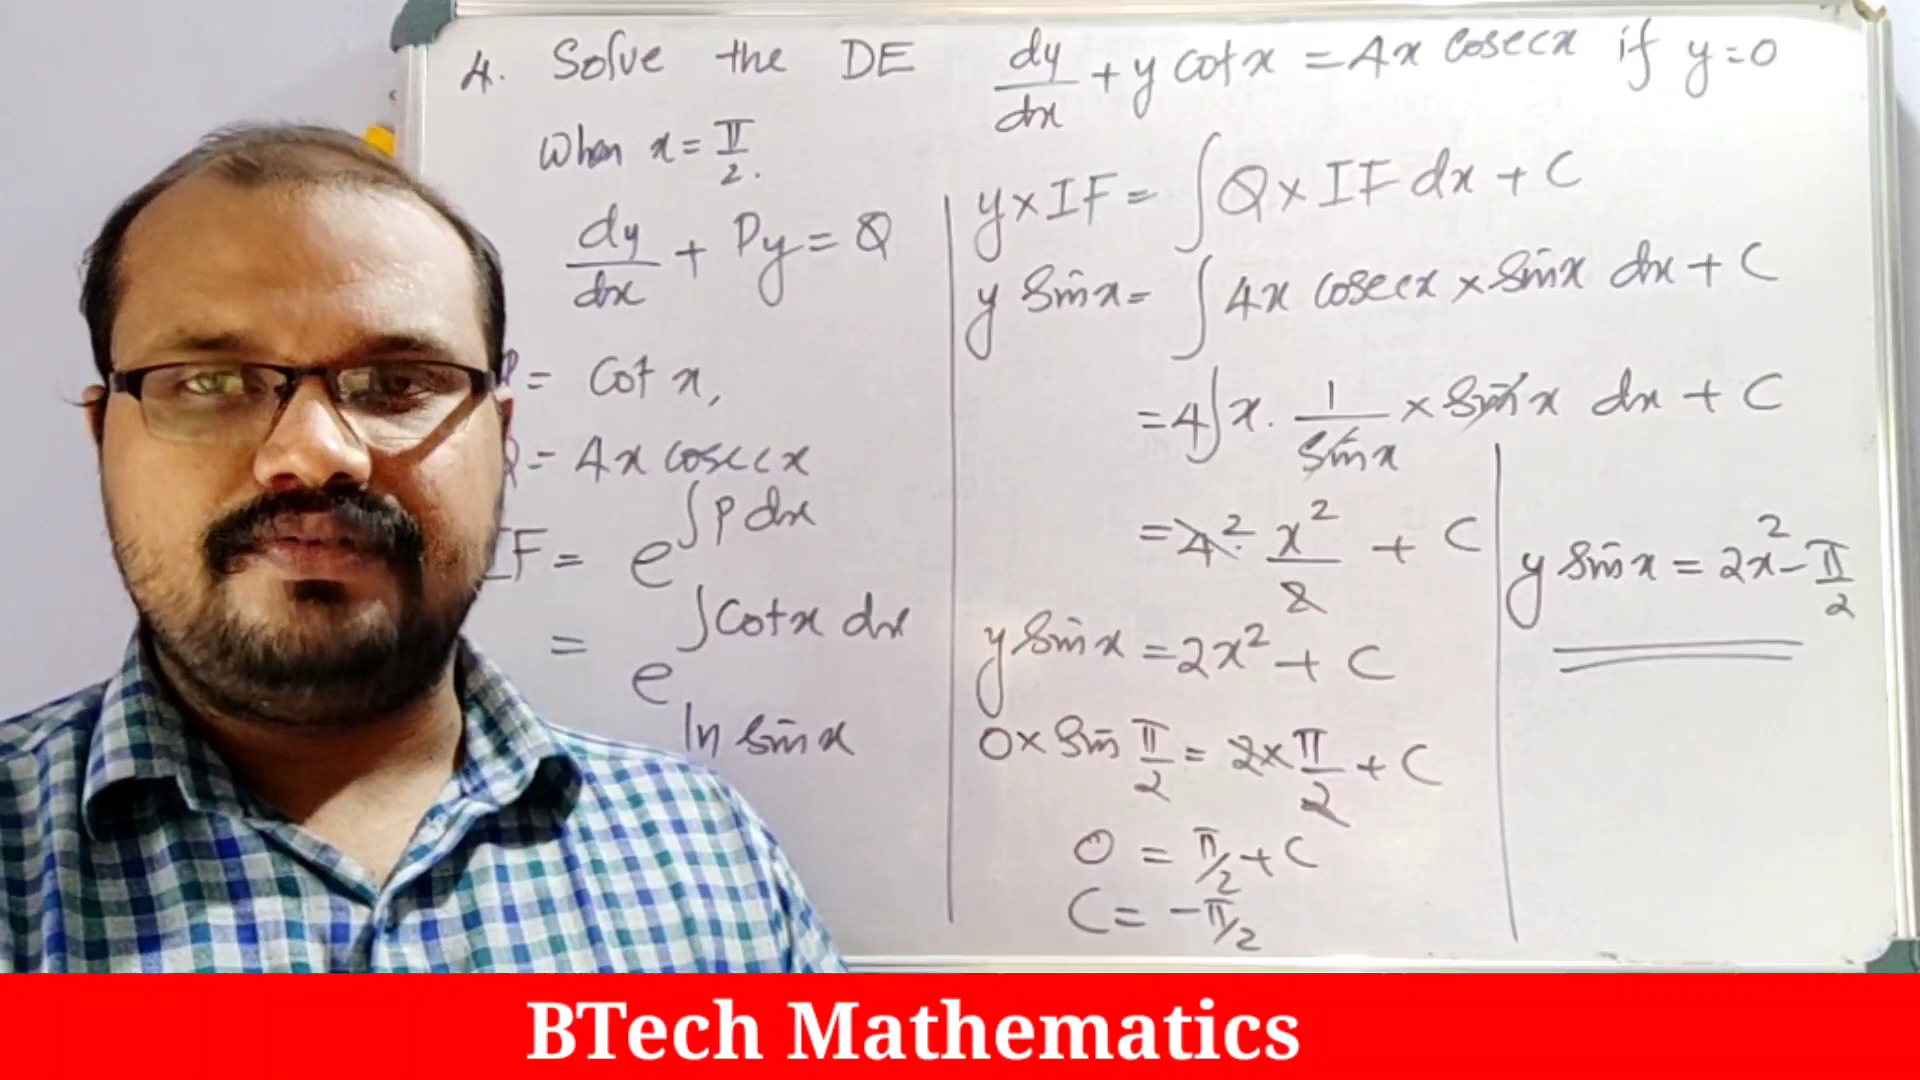 4. Solve the DE dy/dx + y cot x = 4x cosec x if y=0
When x = π/2.
dy/dx + Py = Q
P = Cot x,
Q = 4x cosec x
IF = e^∫P dx
= e^∫Cot x dx
ln sin x
y×IF = ∫Q×IF dx + C
y sin x = ∫ 4x cosec x × sin x dx + C
= 4∫x. 1/sin x × sin x dx + C
= 4² . x²/2 + C
y sin x = 2x² + C
0× sin π/2 = 2× π/2 + C
0 = π/2 + C
C = -π/2
y sin x = 2x² - π/2
BTech Mathematics